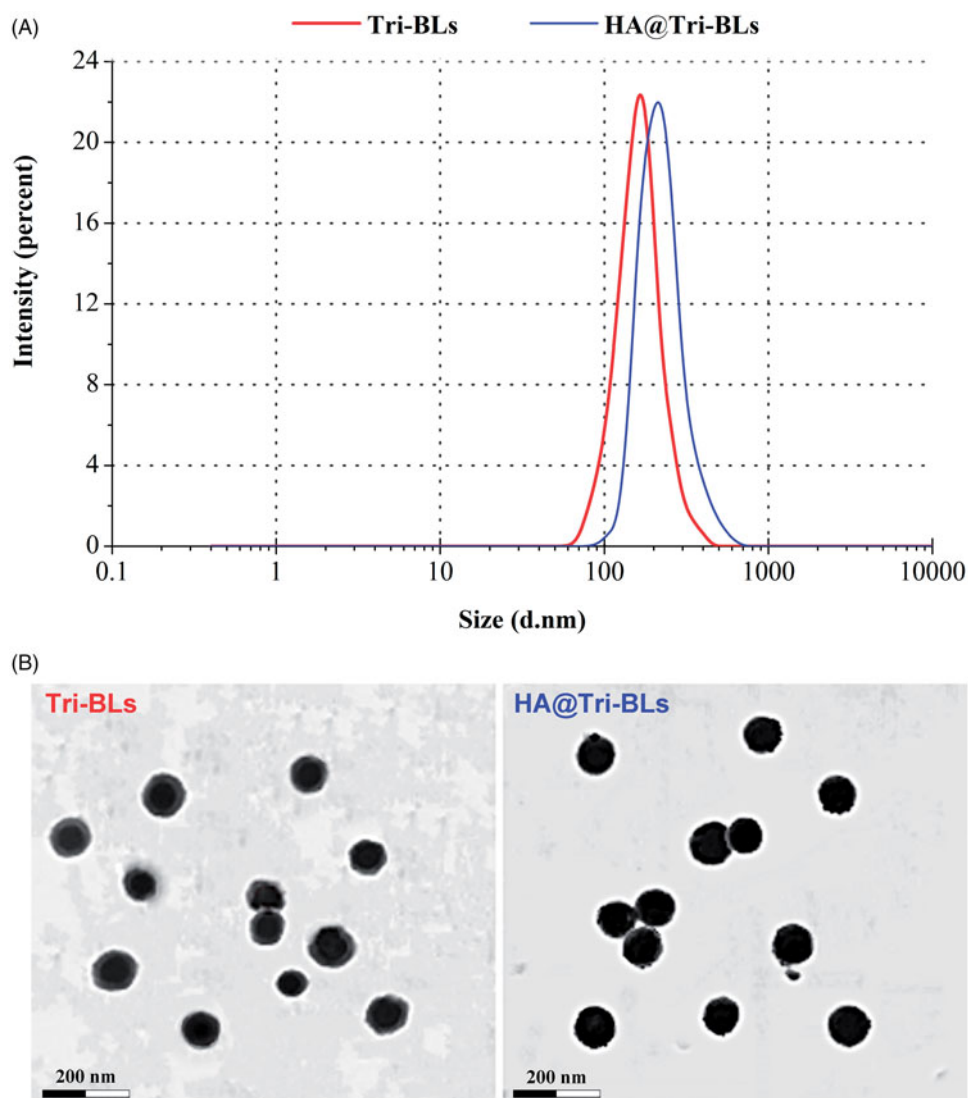 (A)
Tri-BLs HA@Tri-BLs
24
20
16
12
8
4
0
Intensity (percent)
0.1 1 10 100 1000 10000
Size (d.nm)
(B)
Tri-BLs HA@Tri-BLs
200 nm 200 nm